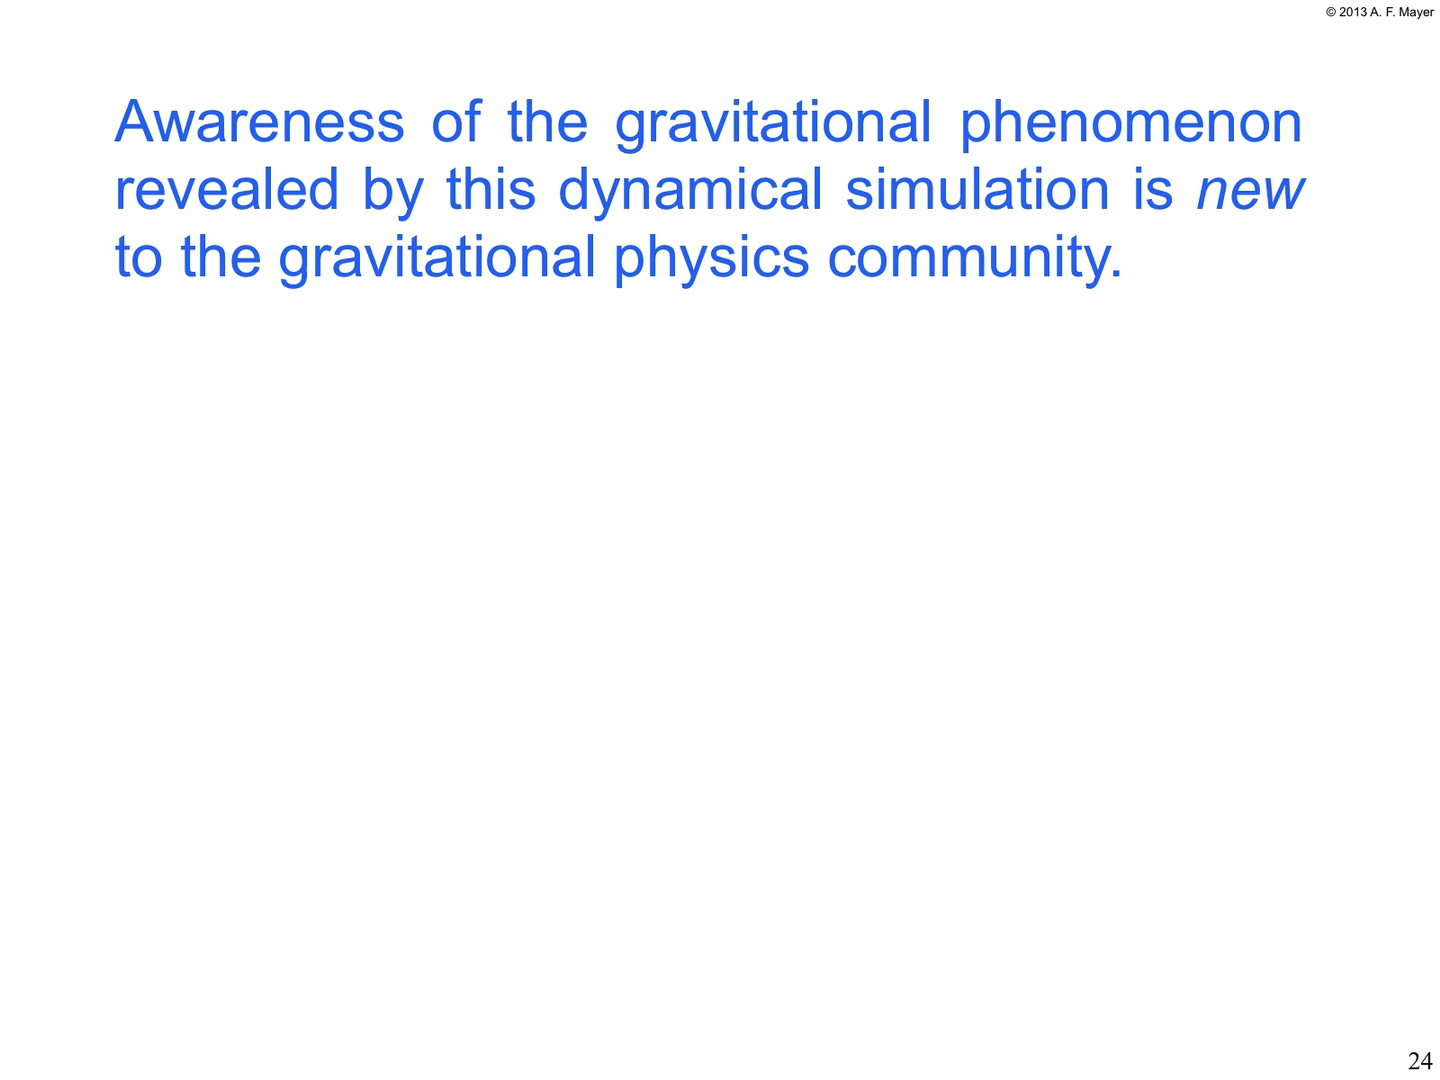 © 2013 A. F. Mayer
Awareness of the gravitational phenomenon
revealed by this dynamical simulation is new
to the gravitational physics community.
24